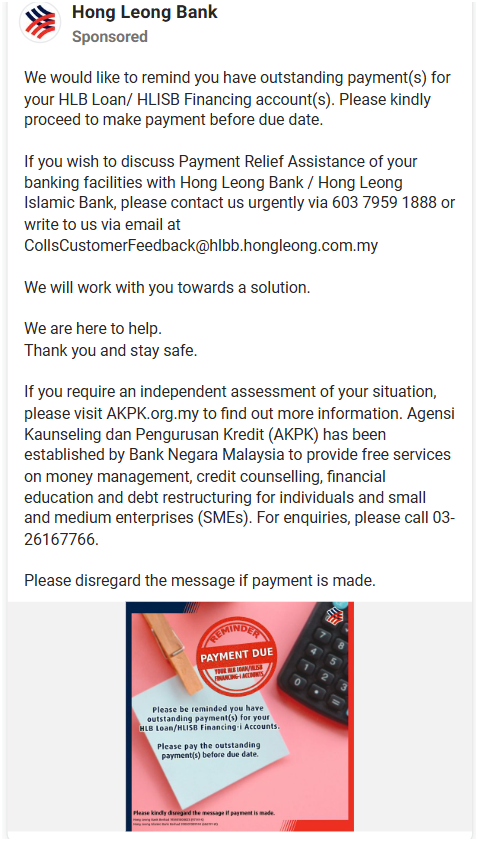 Hong Leong Bank
Sponsored
We would like to remind you have outstanding payment(s) for
your HLB Loan/ HLISB Financing account(s). Please kindly
proceed to make payment before due date.
If you wish to discuss Payment Relief Assistance of your
banking facilities with Hong Leong Bank / Hong Leong
Islamic Bank, please contact us urgently via 603 7959 1888 or
write to us via email at
CollsCustomerFeedback@hlbb.hongleong.com.my
We will work with you towards a solution.
We are here to help.
Thank you and stay safe.
If you require an independent assessment of your situation,
please visit AKPK.org.my to find out more information. Agensi
Kaunseling dan Pengurusan Kredit (AKPK) has been
established by Bank Negara Malaysia to provide free services
on money management, credit counselling, financial
education and debt restructuring for individuals and small
and medium enterprises (SMEs). For enquiries, please call 03-
26167766.
Please disregard the message if payment is made.
REMINDER
PAYMENT DUE
YOUR HLB LOAN/HLISB
FINANCING-i ACCOUNTS
Please be reminded you have
outstanding payment(s) for your
HLB Loan/HLISB Financing-i Accounts.
Please pay the outstanding
payment(s) before due date.
7 8
4 5
1 2 3
0
Please kindly disregard the message if payment is made.